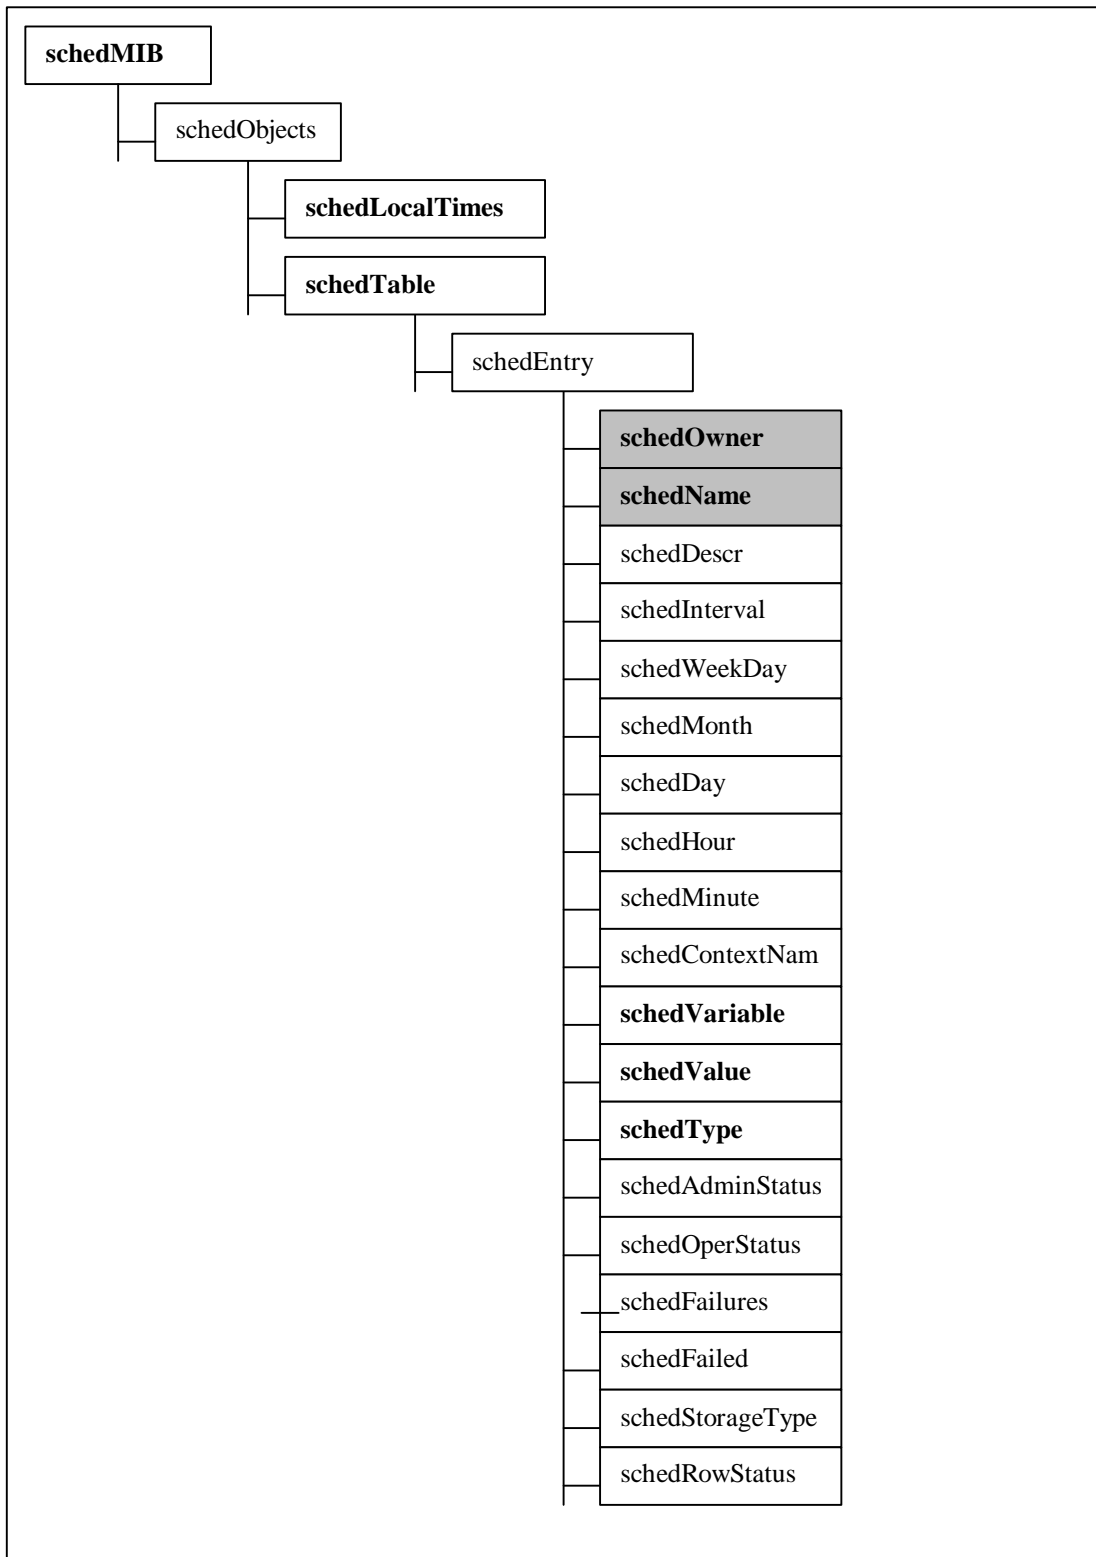 schedMIB
schedObjects
schedLocalTimes
schedTable
schedEntry
schedOwner
schedName
schedDescr
schedInterval
schedWeekDay
schedMonth
schedDay
schedHour
schedMinute
schedContextNam
schedVariable
schedValue
schedType
schedAdminStatus
schedOperStatus
schedFailures
schedFailed
schedStorageType
schedRowStatus